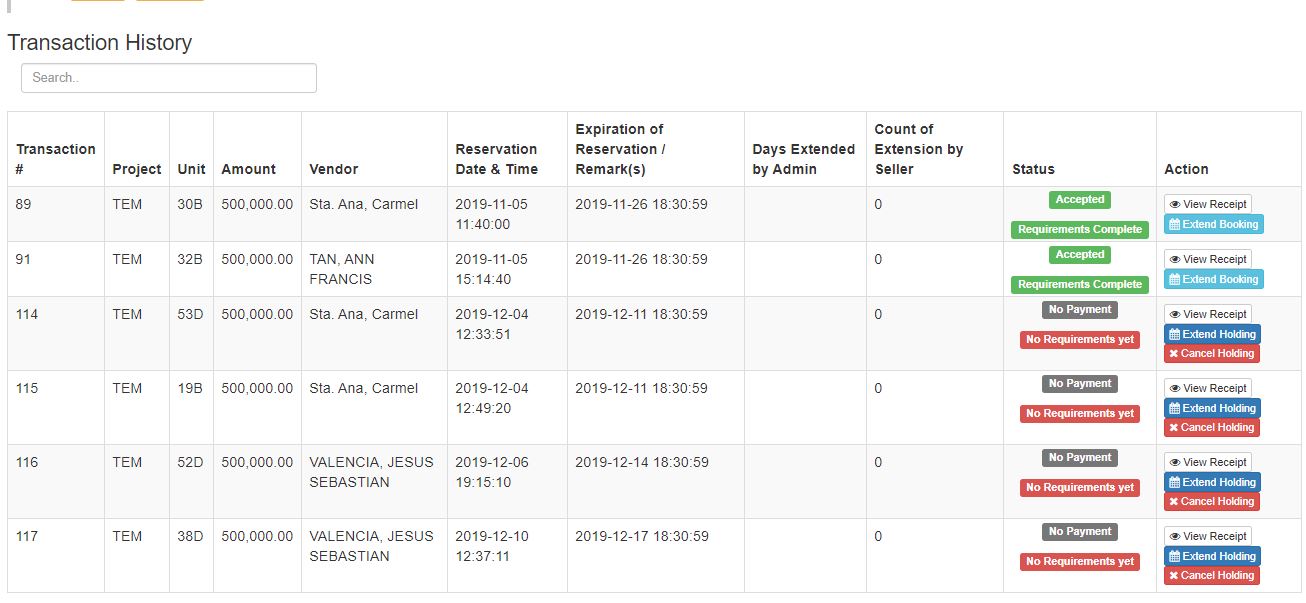 Transaction History
Search..
Transaction # Project Unit Amount Vendor Reservation Date & Time Expiration of Reservation / Remark(s) Days Extended by Admin Count of Extension by Seller Status Action
89 TEM 30B 500,000.00 Sta. Ana, Carmel 2019-11-05 2019-11-26 18:30:59 0 Accepted View Receipt
11:40:00 Requirements Complete Extend Booking
91 TEM 32B 500,000.00 TAN, ANN 2019-11-05 2019-11-26 18:30:59 0 Accepted View Receipt
FRANCIS 15:14:40 Requirements Complete Extend Booking
114 TEM 53D 500,000.00 Sta. Ana, Carmel 2019-12-04 2019-12-11 18:30:59 0 No Payment View Receipt
12:33:51 No Requirements yet Extend Holding
Cancel Holding
115 TEM 19B 500,000.00 Sta. Ana, Carmel 2019-12-04 2019-12-11 18:30:59 0 No Payment View Receipt
12:49:20 No Requirements yet Extend Holding
Cancel Holding
116 TEM 52D 500,000.00 VALENCIA, JESUS 2019-12-06 2019-12-14 18:30:59 0 No Payment View Receipt
SEBASTIAN 19:15:10 No Requirements yet Extend Holding
Cancel Holding
117 TEM 38D 500,000.00 VALENCIA, JESUS 2019-12-10 2019-12-17 18:30:59 0 No Payment View Receipt
SEBASTIAN 12:37:11 No Requirements yet Extend Holding
Cancel Holding